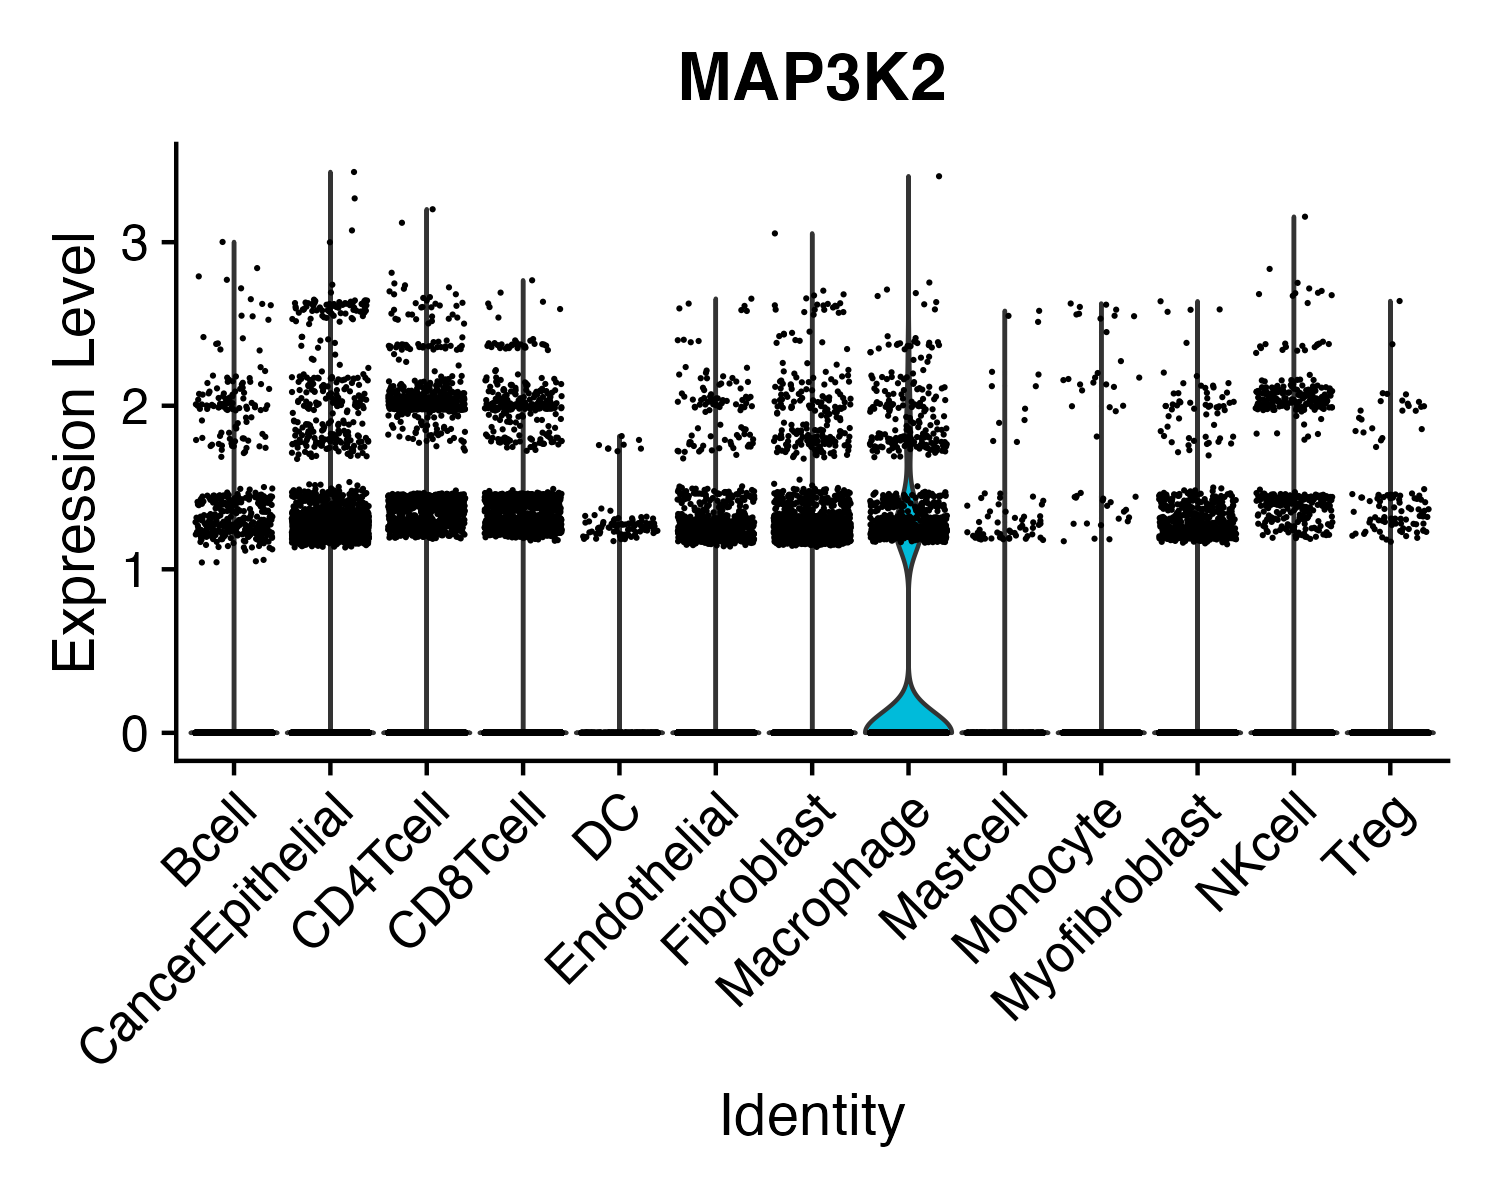 MAP3K2
Expression Level
3
2
1
0
Bcell
CancerEpithelial
CD4Tcell
CD8Tcell
DC
Endothelial
Fibroblast
Macrophage
Mastcell
Monocyte
Myofibroblast
NKcell
Treg
Identity